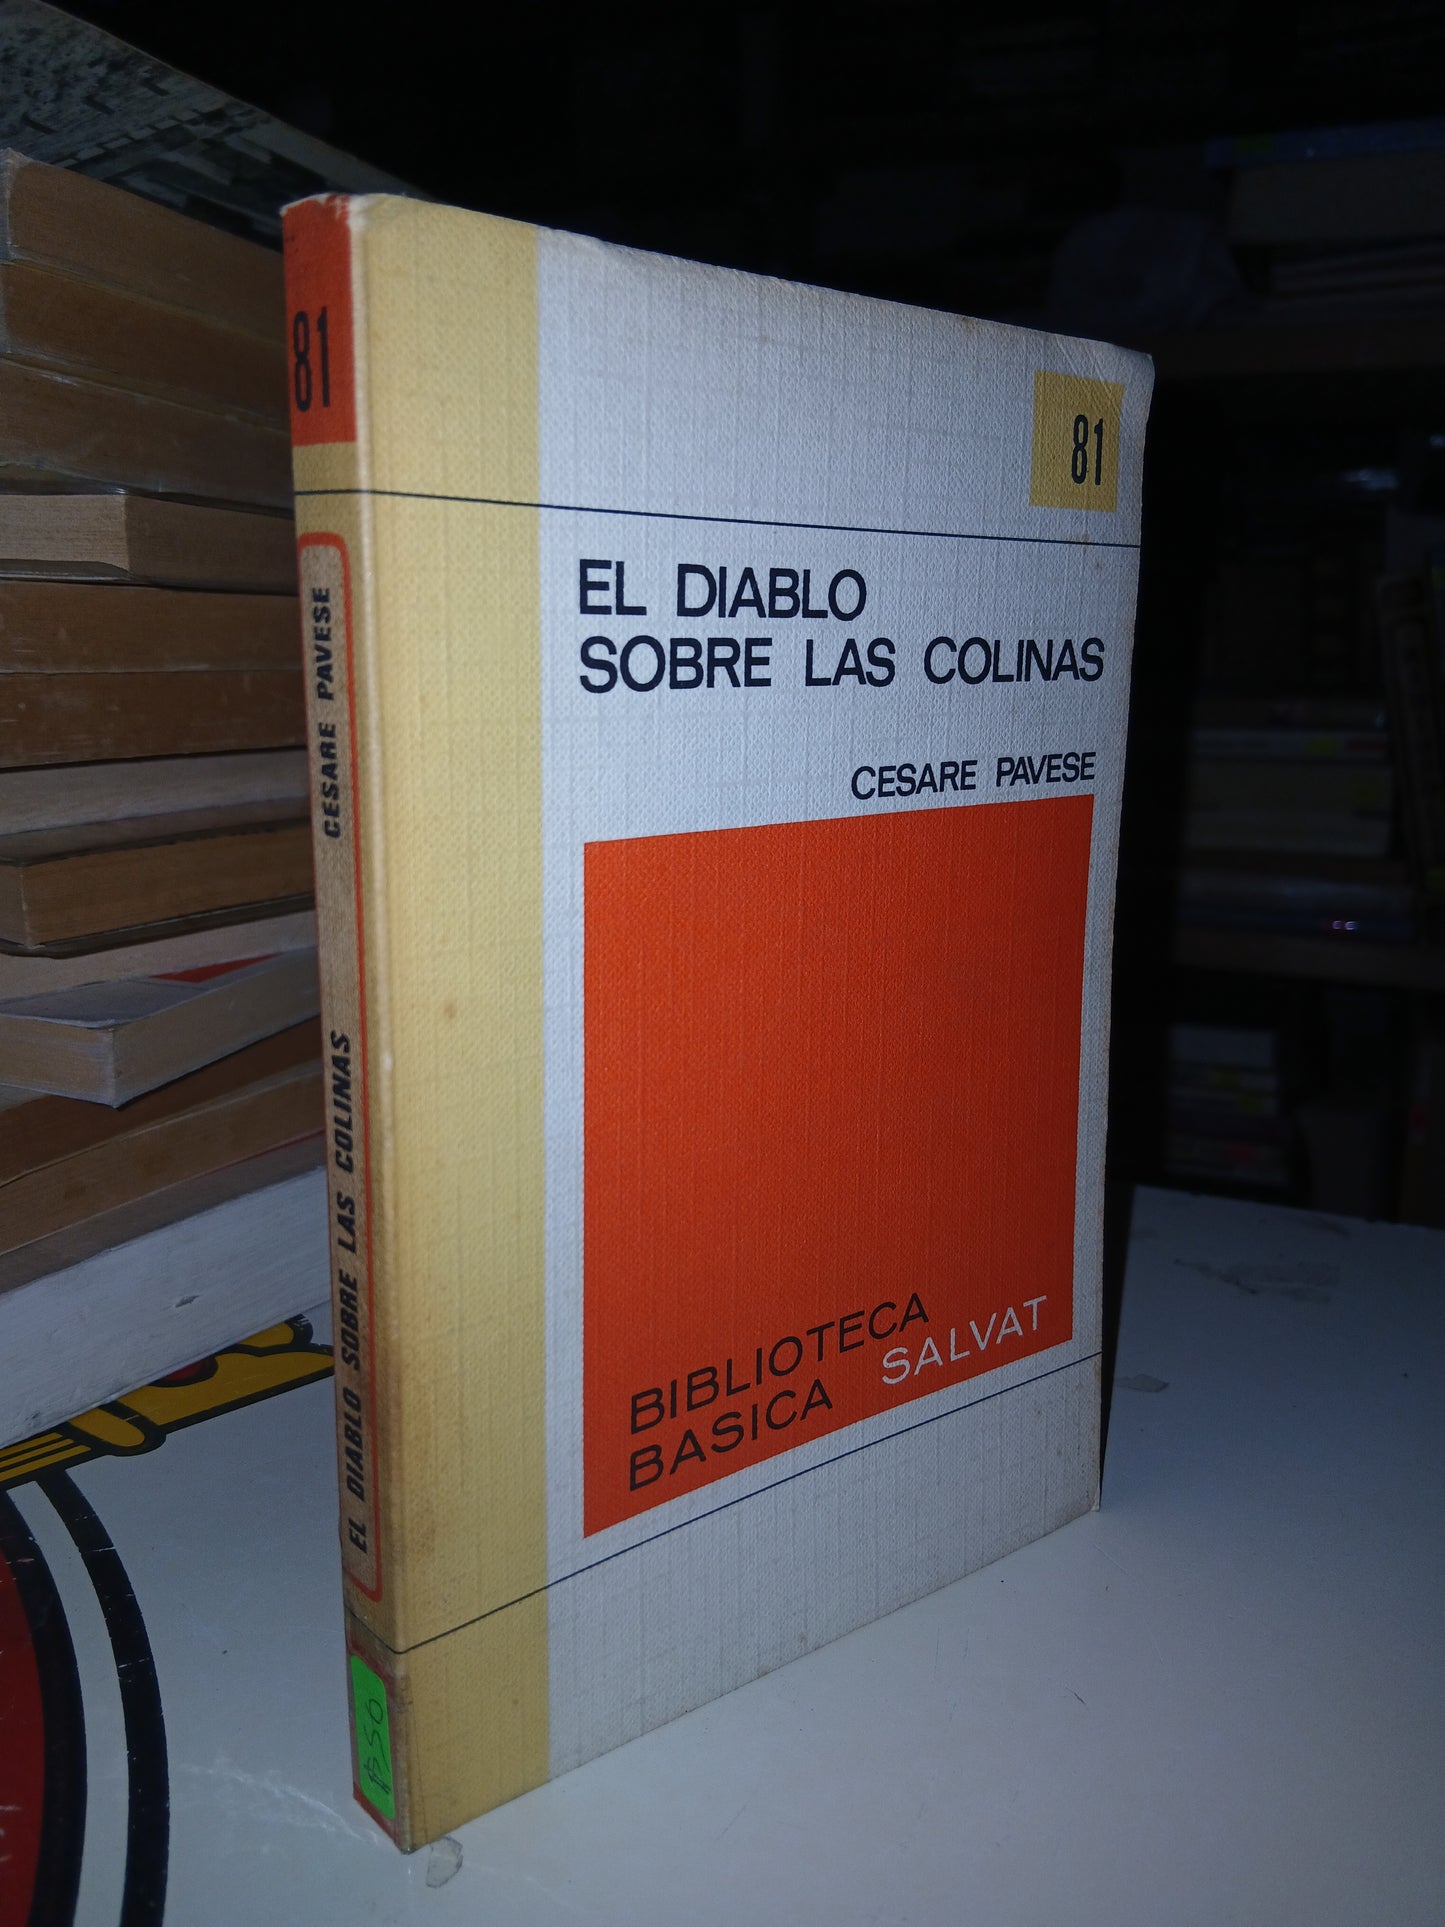 81
CESARE PAVESE
EL DIABLO SOBRE LAS COLINAS
$50
81
EL DIABLO
SOBRE LAS COLINAS
CESARE PAVESE
BIBLIOTECA
BASICA SALVAT